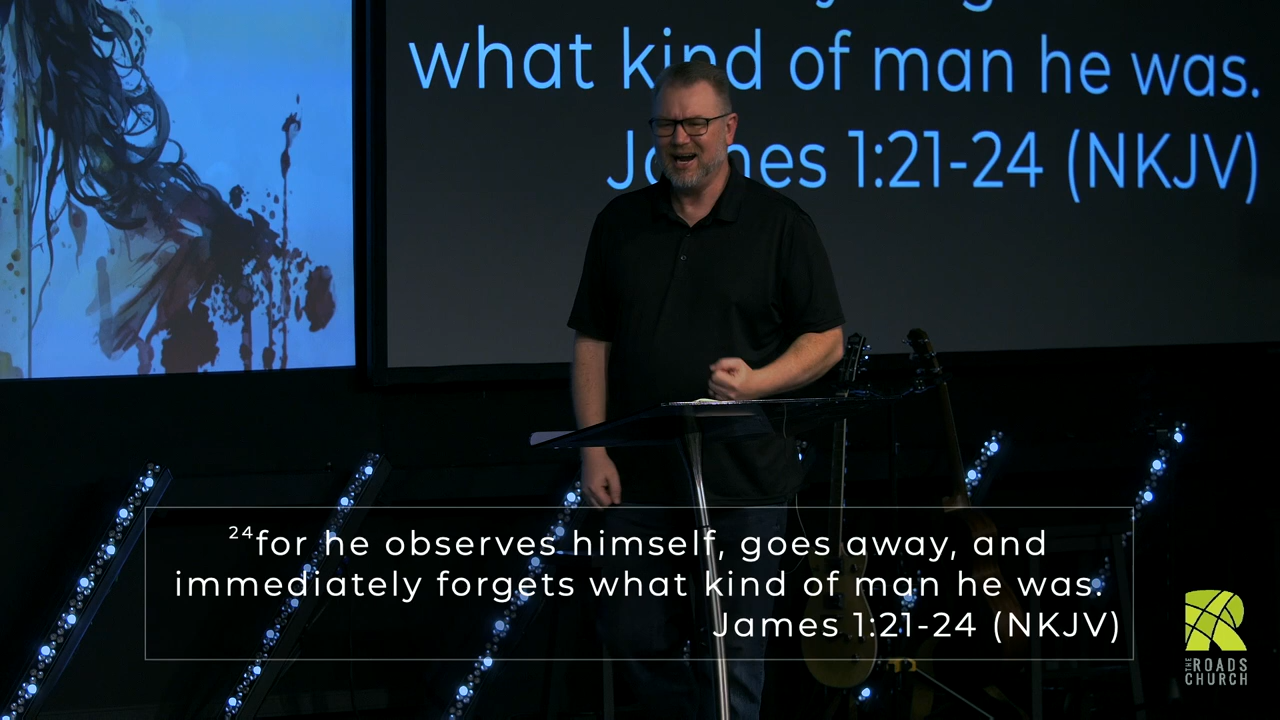 what kind of man he was.
James 1:21-24 (NKJV)
²⁴for he observes himself, goes away, and
immediately forgets what kind of man he was.
James 1:21-24 (NKJV)
THE ROADS
CHURCH